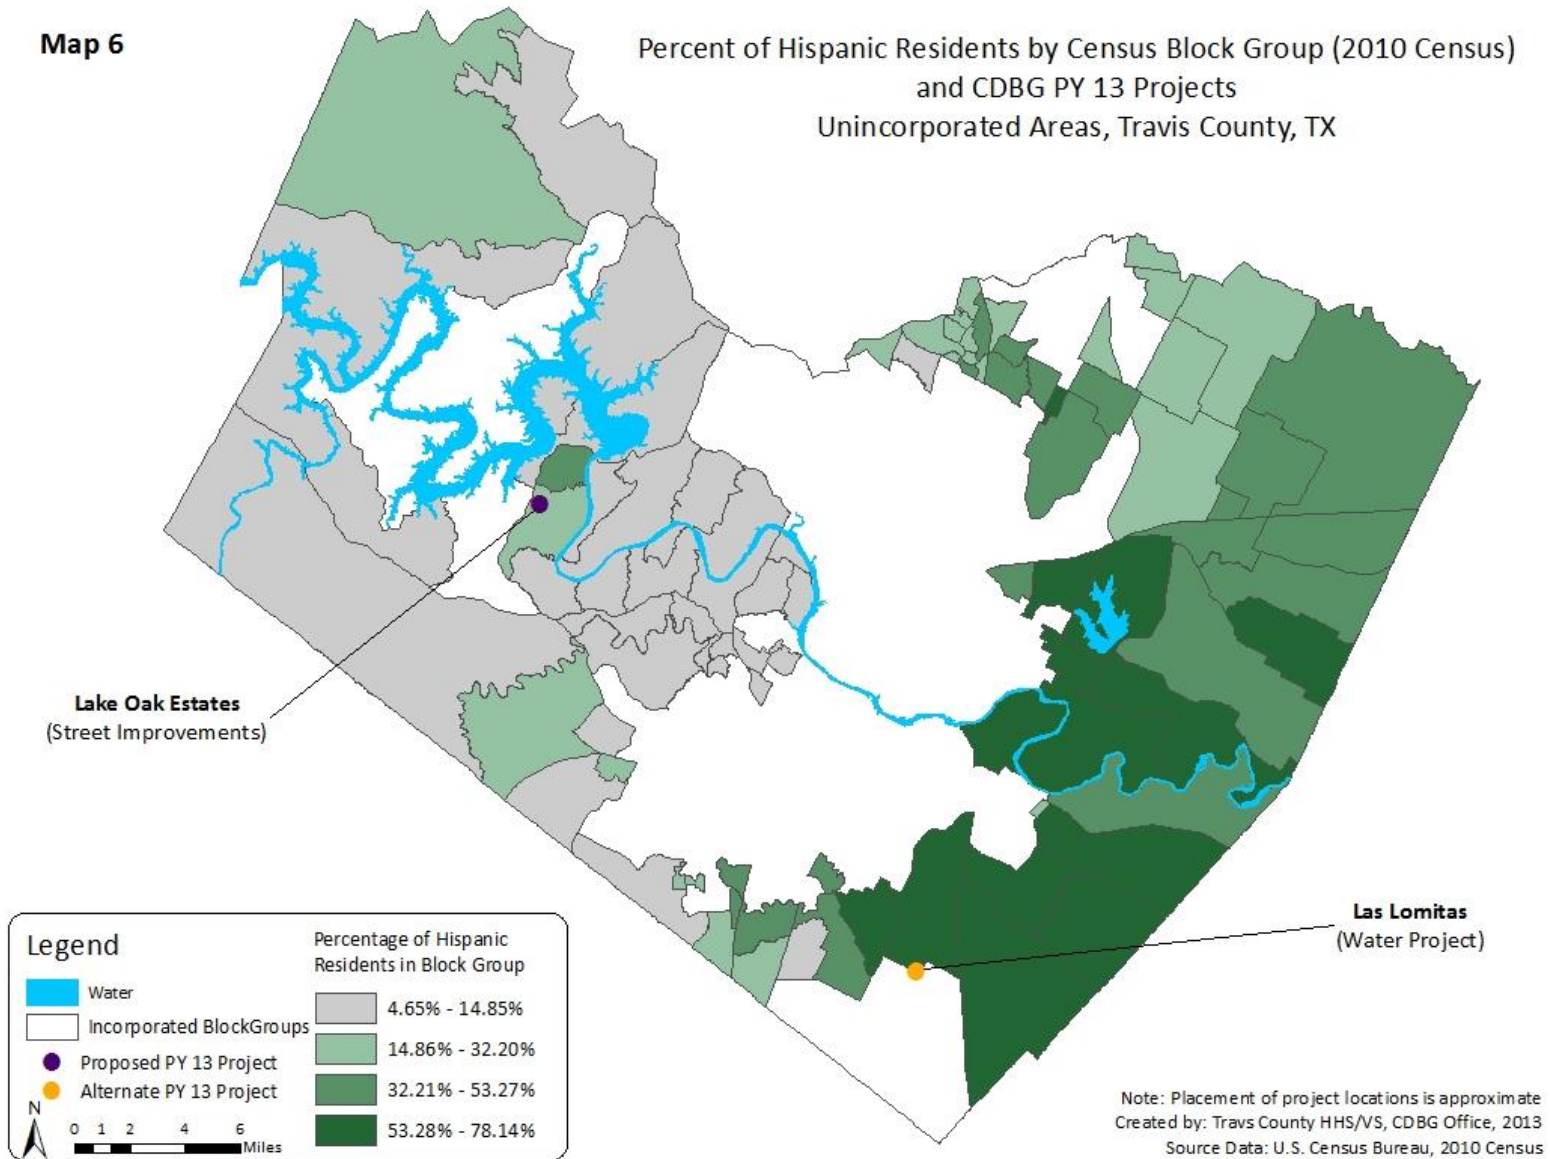 Map 6
Percent of Hispanic Residents by Census Block Group (2010 Census)
and CDBG PY 13 Projects
Unincorporated Areas, Travis County, TX
Lake Oak Estates
(Street Improvements)
Las Lomitas
(Water Project)
Legend
Water
Incorporated BlockGroups
Proposed PY 13 Project
Alternate PY 13 Project
N
0 1 2 4 6
Miles
Percentage of Hispanic
Residents in Block Group
4.65% - 14.85%
14.86% - 32.20%
32.21% - 53.27%
53.28% - 78.14%
Note: Placement of project locations is approximate
Created by: Travs County HHS/VS, CDBG Office, 2013
Source Data: U.S. Census Bureau, 2010 Census